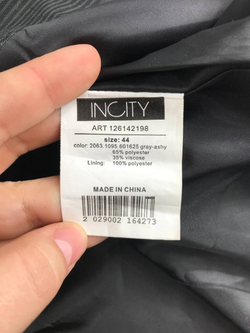 INCITY
ART 126142198
size: 44
color: 2063.1095.601625 gray-ashy
65% polyester
35% viscose
Lining: 100% polyester
MADE IN CHINA
2 029002 164273